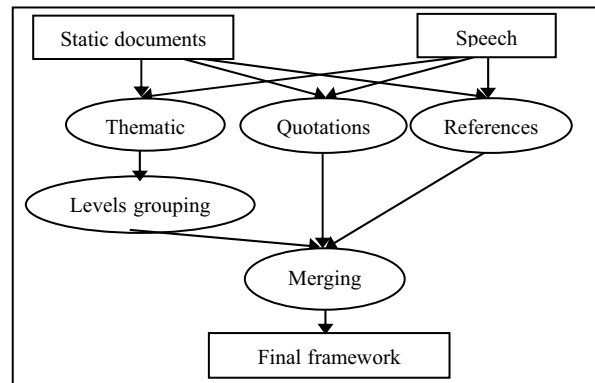 Static documents
Speech
Thematic
Quotations
References
Levels grouping
Merging
Final framework